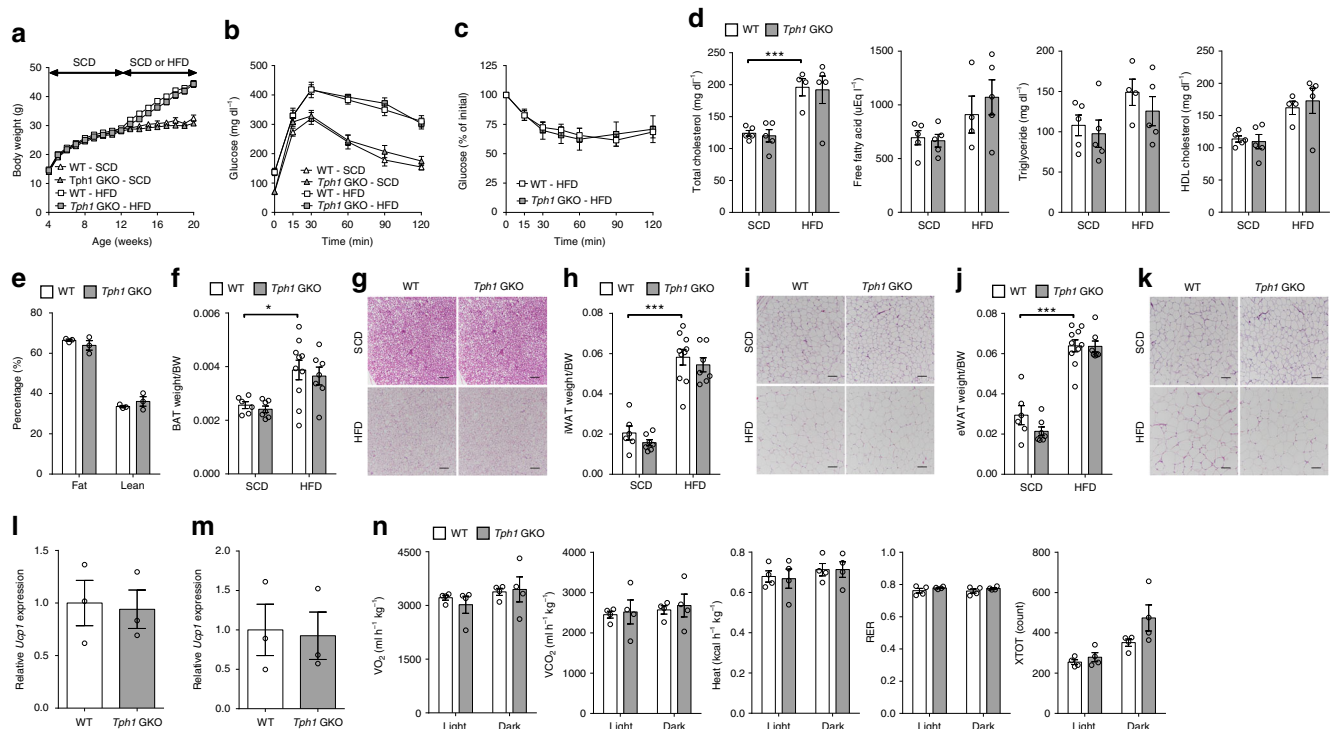 a
SCD
SCD or HFD
Body weight (g)
50
40
30
20
10
0
WT - SCD
Tph1 GKO - SCD
WT - HFD
Tph1 GKO - HFD
4
8
12
16
20
Age (weeks)
b
Glucose (mg dl⁻¹)
500
400
300
200
100
0
WT - SCD
Tph1 GKO - SCD
WT - HFD
Tph1 GKO - HFD
0
15
30
60
90
120
Time (min)
c
Glucose (% of initial)
125
100
75
50
25
0
WT - HFD
Tph1 GKO - HFD
0
15
30
60
90
120
Time (min)
d
WT
Tph1 GKO
Total cholesterol (mg dl⁻¹)
250
200
150
100
50
0
***
SCD
HFD
Free fatty acid (uEq l⁻¹)
1500
1000
500
0
SCD
HFD
Triglyceride (mg dl⁻¹)
200
150
100
50
0
SCD
HFD
HDL cholesterol (mg dl⁻¹)
250
200
150
100
50
0
SCD
HFD
e
WT
Tph1 GKO
Percentage (%)
80
60
40
20
0
Fat
Lean
f
WT
Tph1 GKO
BAT weight/BW
0.006
0.004
0.002
0.000
*
SCD
HFD
g
WT
Tph1 GKO
SCD
HFD
h
WT
Tph1 GKO
iWAT weight/BW
0.08
0.06
0.04
0.02
0.00
***
SCD
HFD
i
WT
Tph1 GKO
SCD
HFD
j
WT
Tph1 GKO
eWAT weight/BW
0.08
0.06
0.04
0.02
0.00
***
SCD
HFD
k
WT
Tph1 GKO
SCD
HFD
l
Relative Ucp1 expression
1.5
1.0
0.5
0.0
WT
Tph1 GKO
m
Relative Ucp1 expression
2.0
1.5
1.0
0.5
0.0
WT
Tph1 GKO
n
WT
Tph1 GKO
VO₂ (ml h⁻¹ kg⁻¹)
4500
3000
1500
0
Light
Dark
VCO₂ (ml h⁻¹ kg⁻¹)
4000
3000
2000
1000
0
Light
Dark
Heat (kcal h⁻¹ kg⁻¹)
0.8
0.6
0.4
0.2
0.0
Light
Dark
RER
1.0
0.8
0.6
0.4
0.2
0.0
Light
Dark
XTOT (count)
800
600
400
200
0
Light
Dark